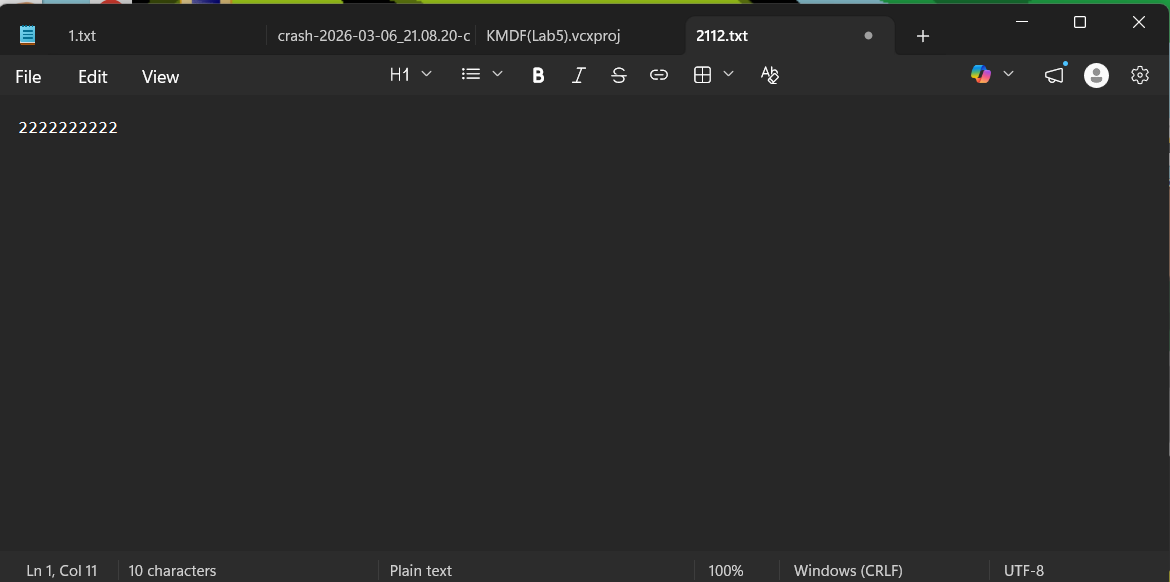 1.txt
crash-2026-03-06_21.08.20-c
KMDF(Lab5).vcxproj
2112.txt
File
Edit
View
H1
2222222222
Ln 1, Col 11
10 characters
Plain text
100%
Windows (CRLF)
UTF-8